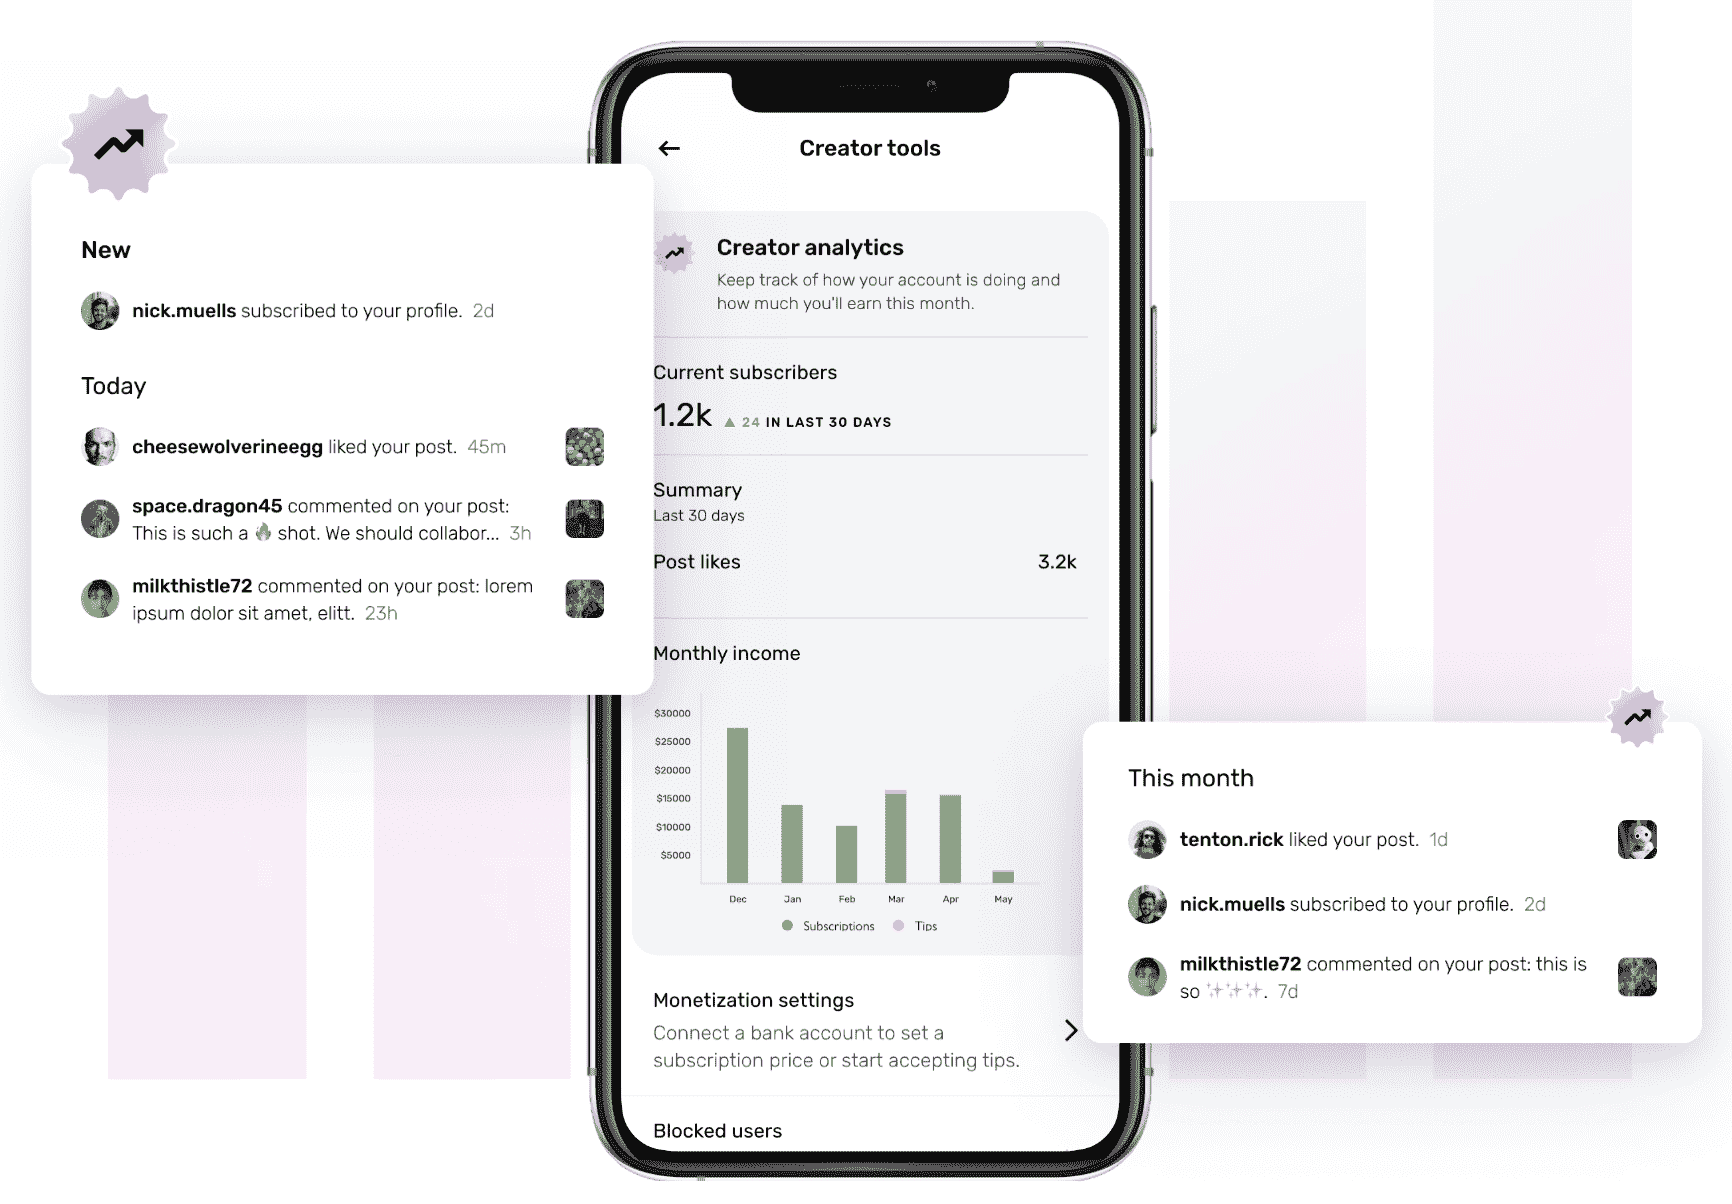 New
nick.muells subscribed to your profile. 2d
Today
cheesewolverineegg liked your post. 45m
space.dragon45 commented on your post:
This is such a 🔥 shot. We should collabor... 3h
milkthistle72 commented on your post: lorem
ipsum dolor sit amet, elitt. 23h
Creator tools
Creator analytics
Keep track of how your account is doing and
how much you'll earn this month.
Current subscribers
1.2k ▲ 24 IN LAST 30 DAYS
Summary
Last 30 days
Post likes 3.2k
Monthly income
$30000
$25000
$20000
$15000
$10000
$5000
Dec Jan Feb Mar Apr May
Subscriptions Tips
Monetization settings
Connect a bank account to set a
subscription price or start accepting tips.
Blocked users
This month
tenton.rick liked your post. 1d
nick.muells subscribed to your profile. 2d
milkthistle72 commented on your post: this is
so ✨✨✨. 7d